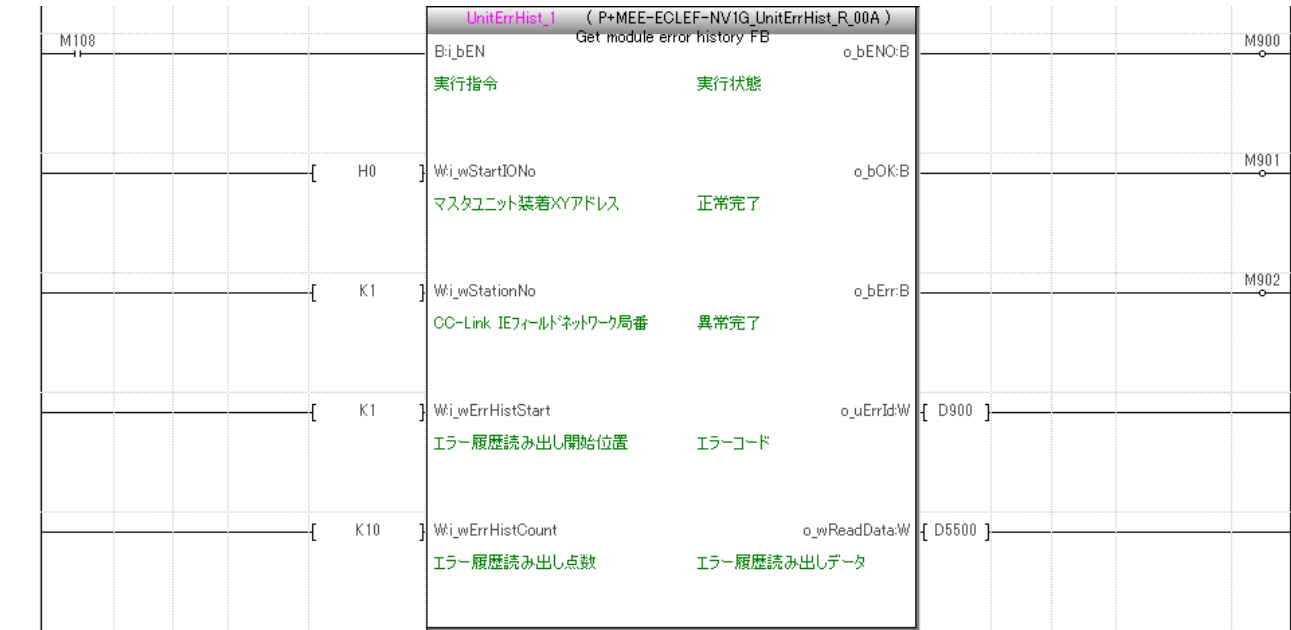 UnitErrHist_1 ( P+MEE-ECLEF-NV1G_UnitErrHist_R_00A )
Get module error history FB
M108
B:i_bEN
o_bENO:B
M900
実行指令
実行状態
H0
W:i_wStartIONo
o_bOK:B
M901
マスタユニット装着XYアドレス
正常完了
K1
W:i_wStationNo
o_bErr:B
M902
CC-Link IEフィールドネットワーク局番
異常完了
K1
W:i_wErrHistStart
o_uErrId:W
D900
エラー履歴読み出し開始位置
エラーコード
K10
W:i_wErrHistCount
o_wReadData:W
D5500
エラー履歴読み出し点数
エラー履歴読み出しデータ